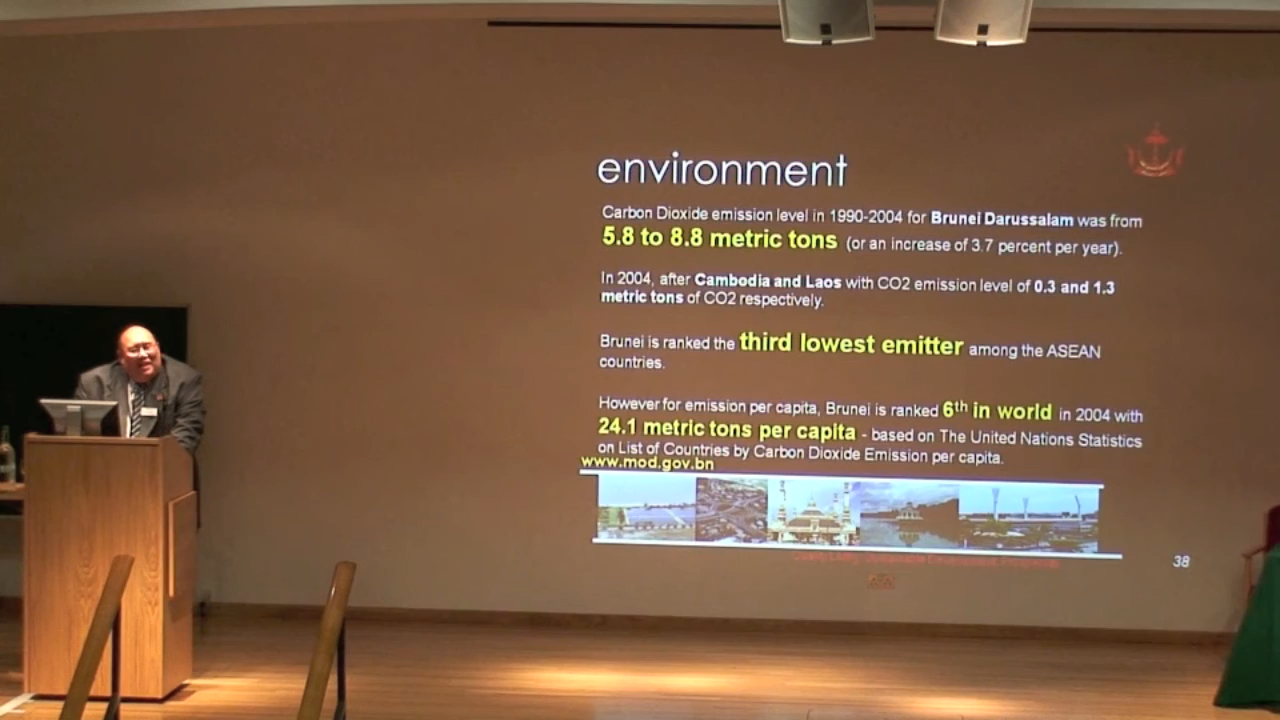 environment
Carbon Dioxide emission level in 1990-2004 for Brunei Darussalam was from
5.8 to 8.8 metric tons (or an increase of 3.7 percent per year).
In 2004, after Cambodia and Laos with CO2 emission level of 0.3 and 1.3
metric tons of CO2 respectively.
Brunei is ranked the third lowest emitter among the ASEAN
countries.
However for emission per capita, Brunei is ranked 6th in world in 2004 with
24.1 metric tons per capita - based on The United Nations Statistics
on List of Countries by Carbon Dioxide Emission per capita.
www.mod.gov.bn
38